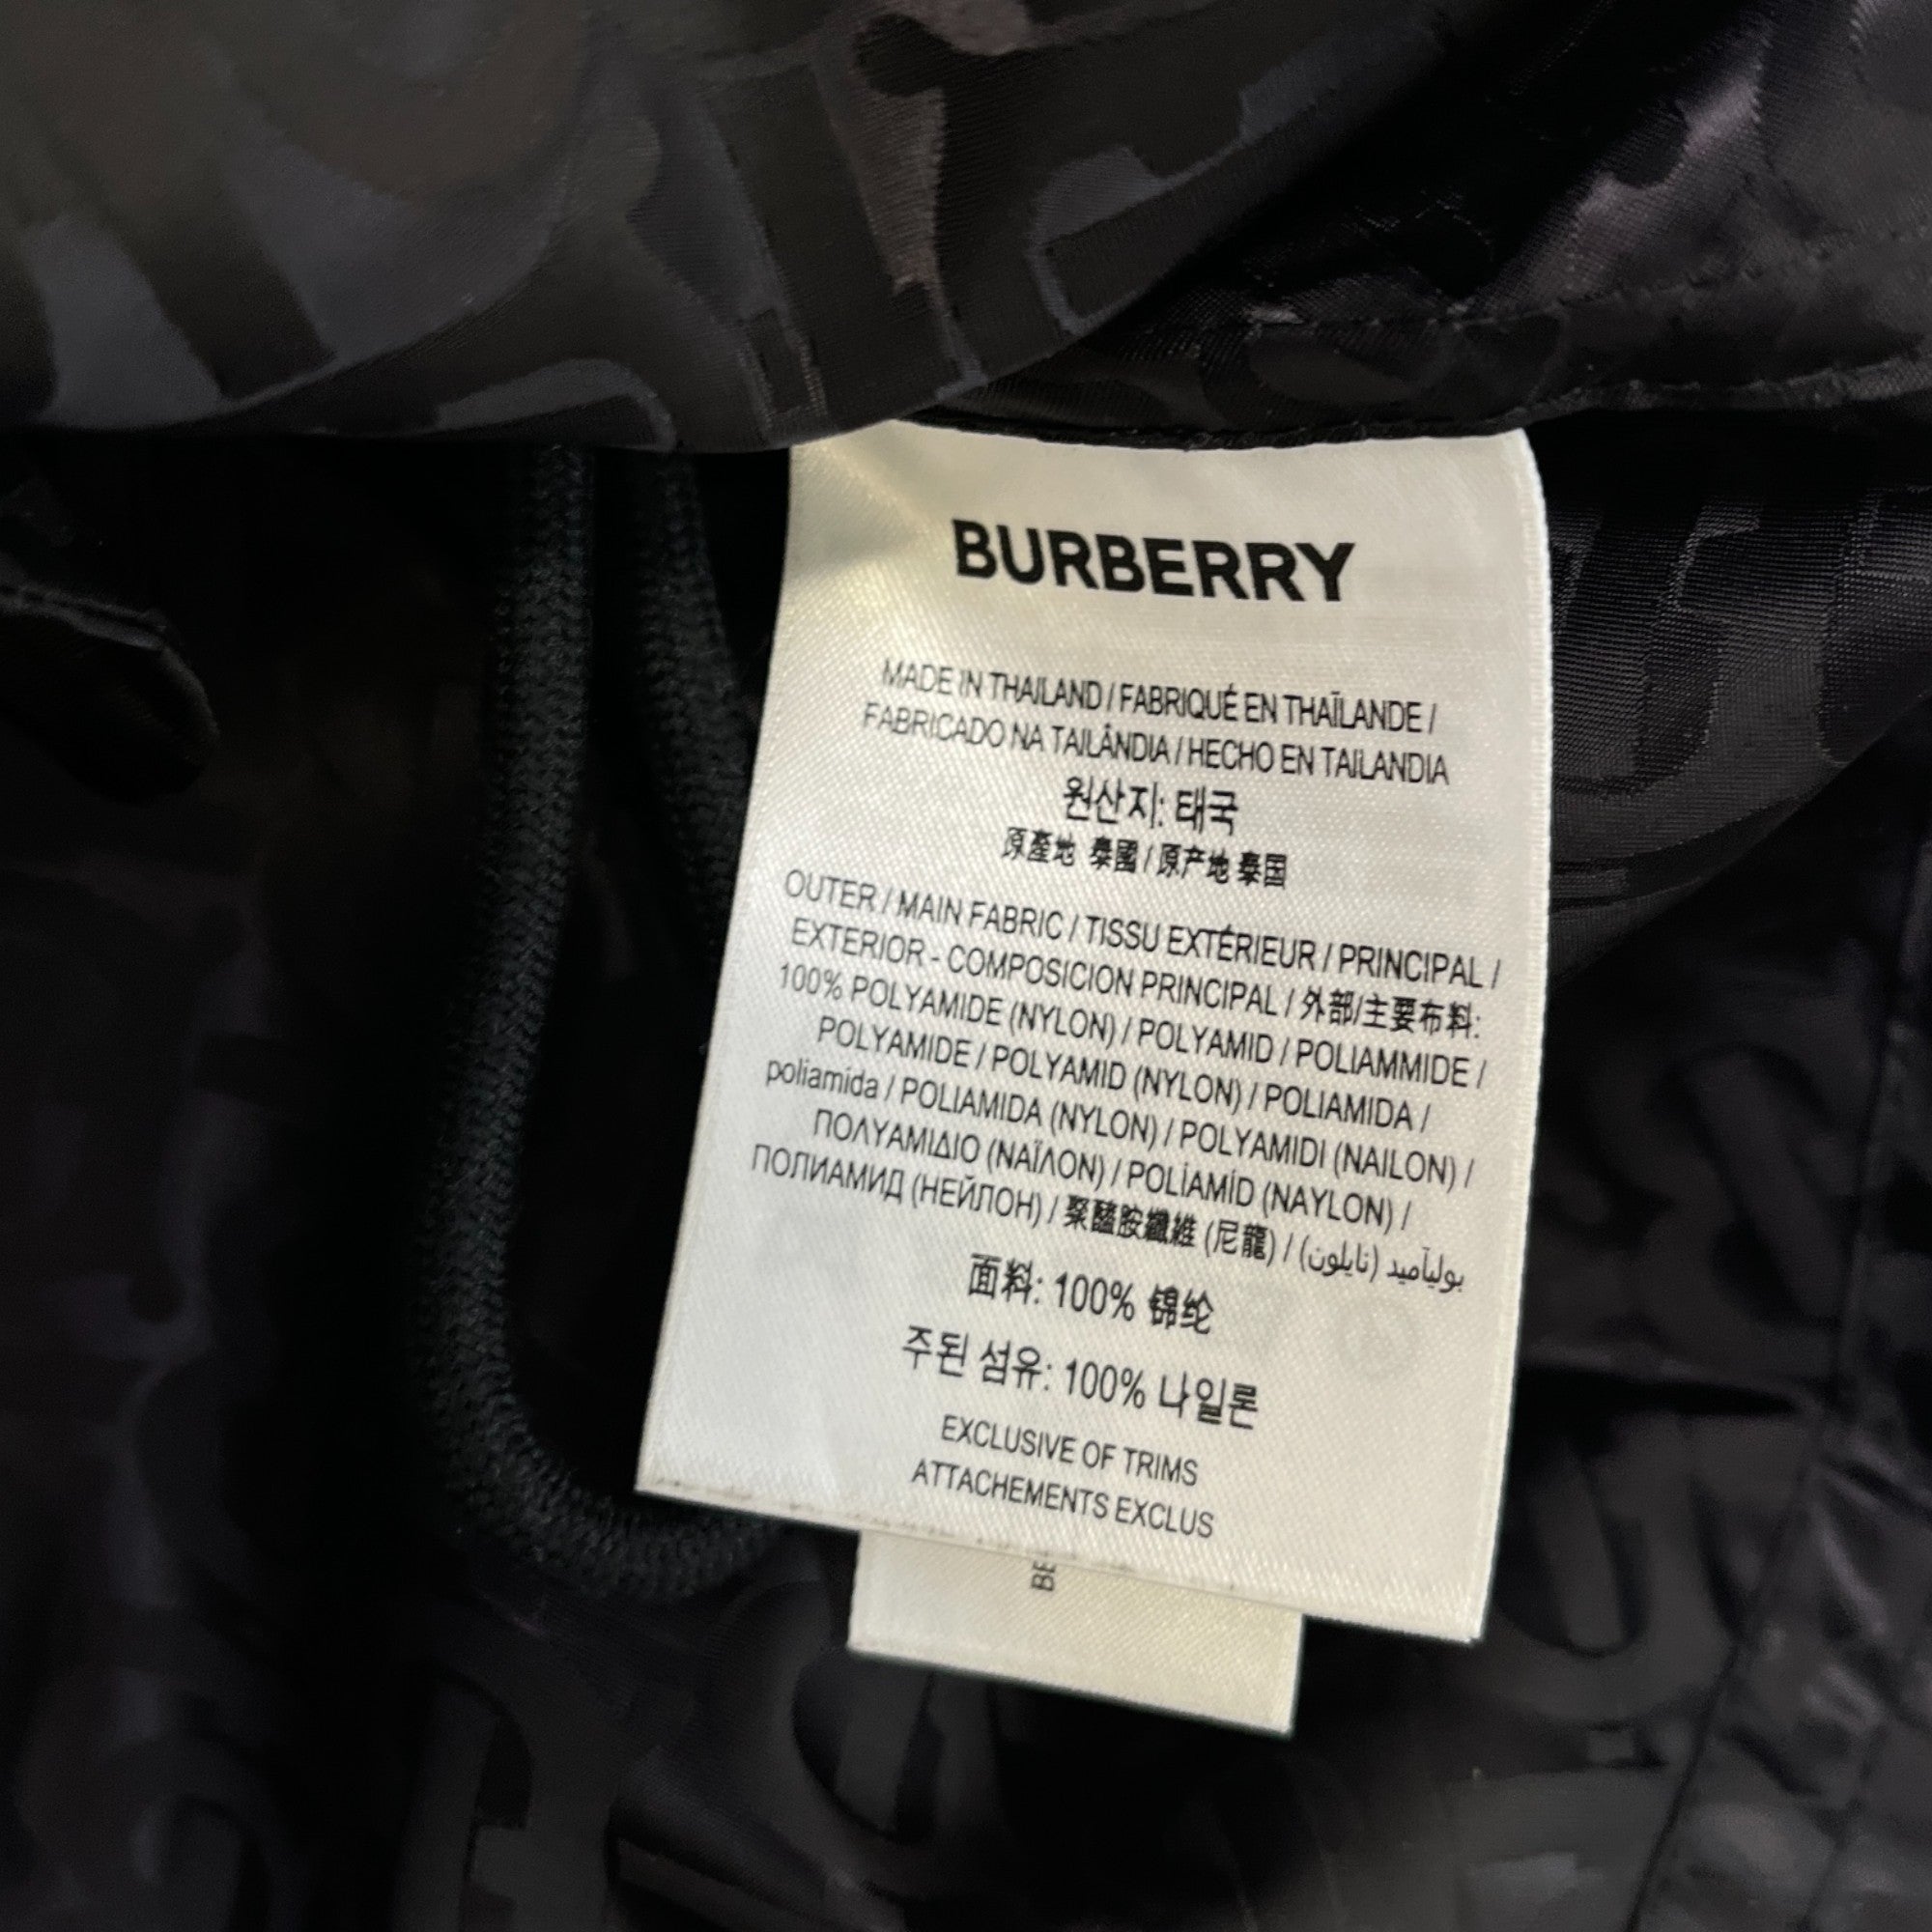 BURBERRY
MADE IN THAILAND / FABRIQUÉ EN THAÏLANDE /
FABRICADO NA TAILÂNDIA / HECHO EN TAILANDIA
원산지: 태국
原產地 泰國 / 原产地 泰国
OUTER / MAIN FABRIC / TISSU EXTÉRIEUR / PRINCIPAL /
EXTERIOR - COMPOSICION PRINCIPAL / 外部/主要布料:
100% POLYAMIDE (NYLON) / POLYAMID / POLIAMMIDE /
POLYAMIDE / POLYAMID (NYLON) / POLIAMIDA /
poliamida / POLIAMIDA (NYLON) / POLYAMIDI (NAILON) /
ΠΟΛΥΑΜΙΔΙΟ (ΝΑΪΛΟΝ) / POLİAMİD (NAYLON) /
ПОЛИАМИД (НЕЙЛОН) / 聚醯胺纖維 (尼龍) / بوليآميد (نايلون)
面料: 100% 锦纶
주된 섬유: 100% 나일론
EXCLUSIVE OF TRIMS
ATTACHEMENTS EXCLUS
BE